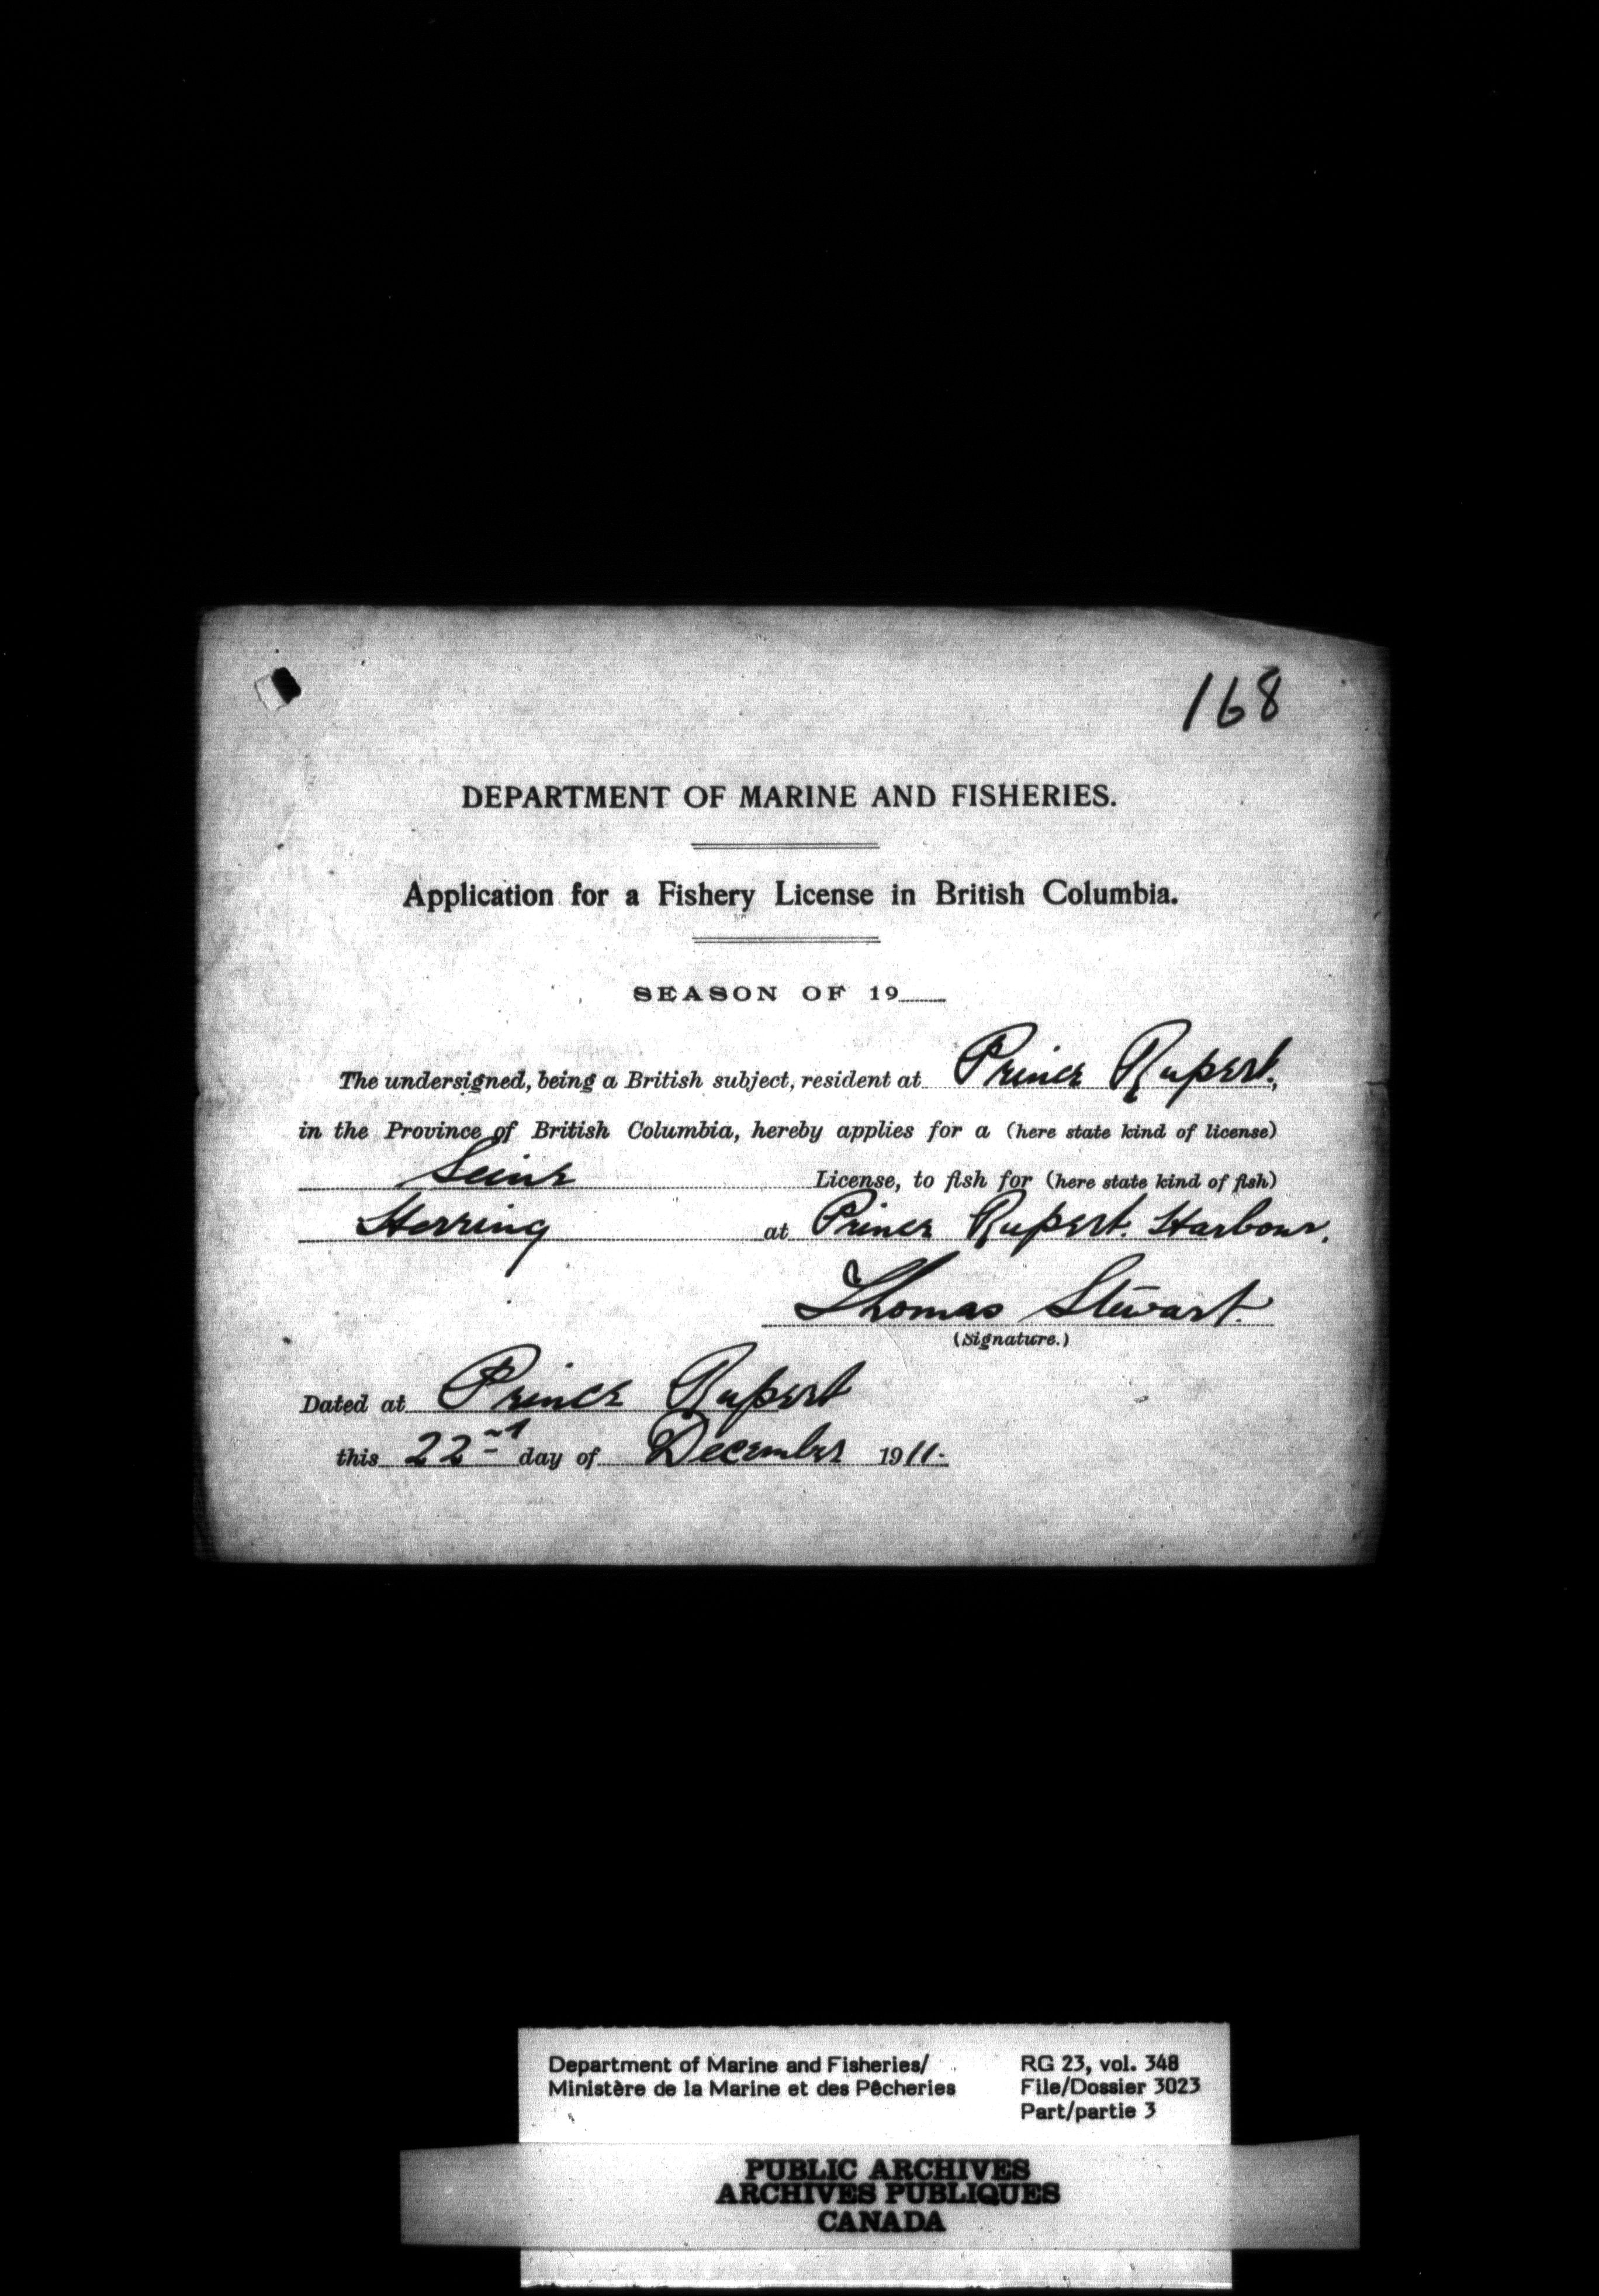 168
DEPARTMENT OF MARINE AND FISHERIES.
Application for a Fishery License in British Columbia.
SEASON OF 19
The undersigned, being a British subject, resident at Prince Rupert,
in the Province of British Columbia, hereby applies for a (here state kind of license)
Seine License, to fish for (here state kind of fish)
Herring at Prince Rupert. Harbour.
Thomas Stewart.
(Signature.)
Dated at Prince Rupert
this 22nd day of December 1911.
Department of Marine and Fisheries/ RG 23, vol. 348
Ministère de la Marine et des Pêcheries File/Dossier 3023
Part/partie 3
PUBLIC ARCHIVES
ARCHIVES PUBLIQUES
CANADA